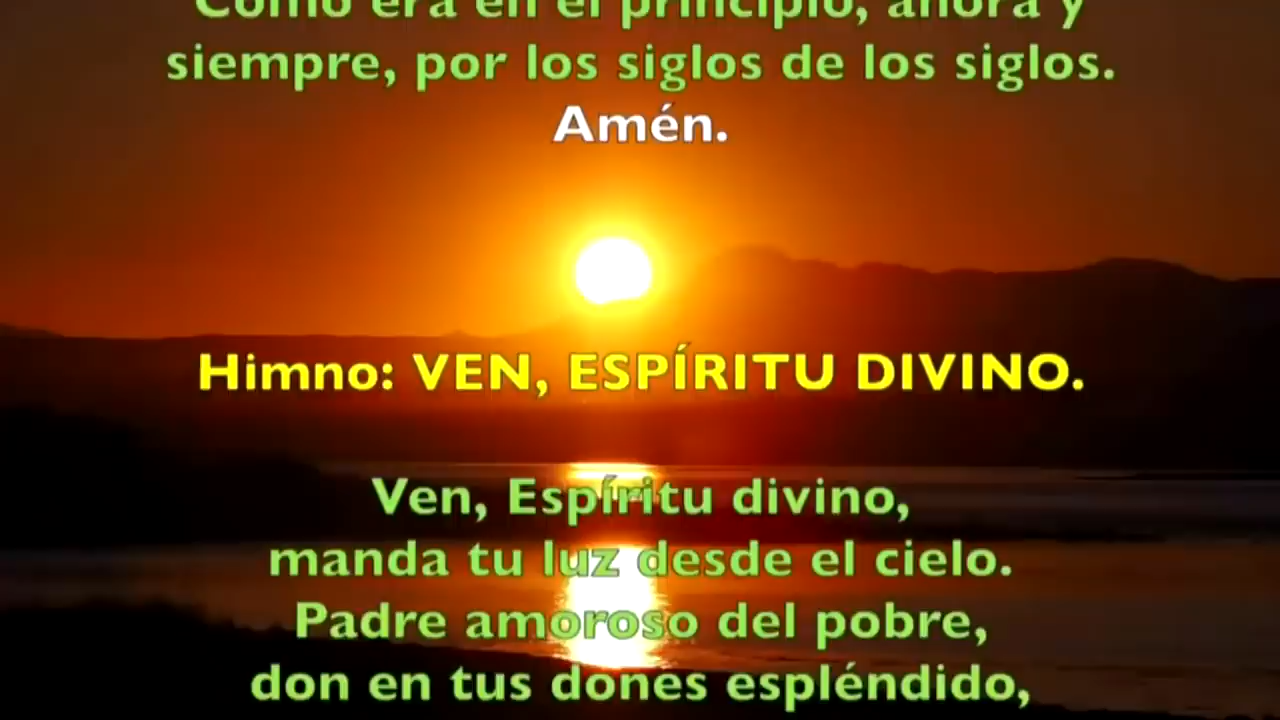 Como era en el principio, ahora y
siempre, por los siglos de los siglos.
Amén.
Himno: VEN, ESPÍRITU DIVINO.
Ven, Espíritu divino,
manda tu luz desde el cielo.
Padre amoroso del pobre,
don en tus dones espléndido,